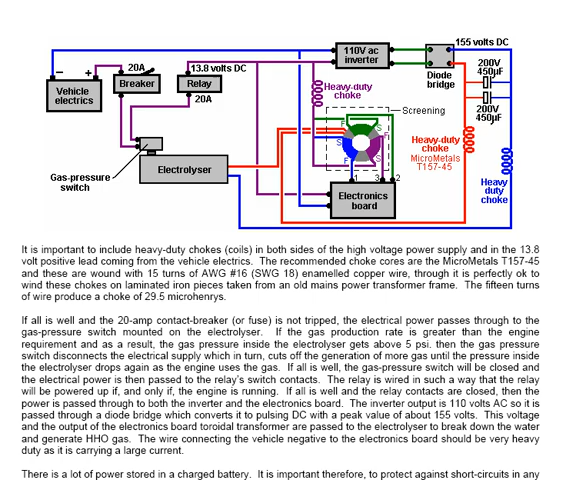 155 volts DC
110V ac
inverter
200V
450µF
20A
13.8 volts DC
Diode
bridge
− +
Breaker
Relay
Vehicle
electrics
20A
Heavy-duty
choke
200V
450µF
Screening
F
S
S
F
S
F
Heavy-duty
choke
MicroMetals
T157-45
Gas-pressure
switch
Electrolyser
Heavy
duty
choke
1 3 2
Electronics
board
It is important to include heavy-duty chokes (coils) in both sides of the high voltage power supply and in the 13.8
volt positive lead coming from the vehicle electrics. The recommended choke cores are the MicroMetals T157-45
and these are wound with 15 turns of AWG #16 (SWG 18) enamelled copper wire, through it is perfectly ok to
wind these chokes on laminated iron pieces taken from an old mains power transformer frame. The fifteen turns
of wire produce a choke of 29.5 microhenrys.
If all is well and the 20-amp contact-breaker (or fuse) is not tripped, the electrical power passes through to the
gas-pressure switch mounted on the electrolyser. If the gas production rate is greater than the engine
requirement and as a result, the gas pressure inside the electrolyser gets above 5 psi. then the gas pressure
switch disconnects the electrical supply which in turn, cuts off the generation of more gas until the pressure inside
the electrolyser drops again as the engine uses the gas. If all is well, the gas-pressure switch will be closed and
the electrical power is then passed to the relay's switch contacts. The relay is wired in such a way that the relay
will be powered up if, and only if, the engine is running. If all is well and the relay contacts are closed, then the
power is passed through to both the inverter and the electronics board. The inverter output is 110 volts AC so it is
passed through a diode bridge which converts it to pulsing DC with a peak value of about 155 volts. This voltage
and the output of the electronics board toroidal transformer are passed to the electrolyser to break down the water
and generate HHO gas. The wire connecting the vehicle negative to the electronics board should be very heavy
duty as it is carrying a large current.
There is a lot of power stored in a charged battery. It is important therefore, to protect against short-circuits in any